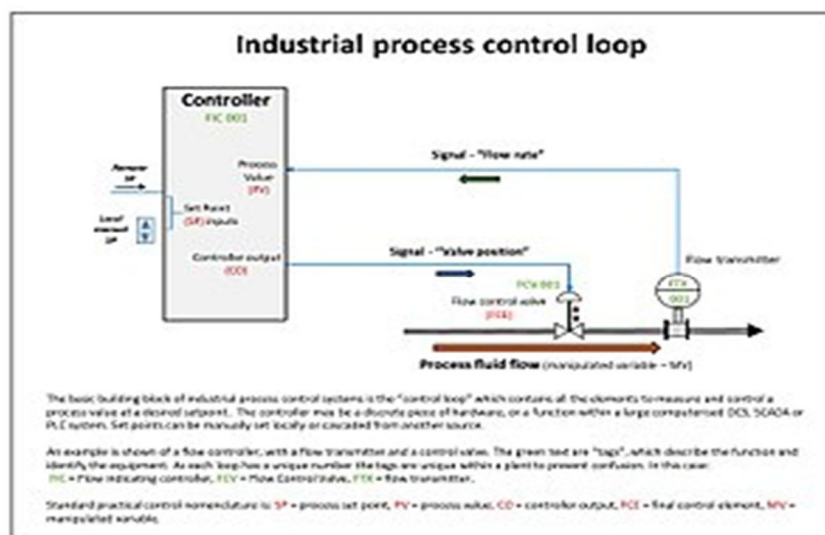 Industrial process control loop
Controller
FIC 001
Signal - "Flow rate"
Process
Value
(PV)
Remote
SP
Set Point
(SP) inputs
Local
manual
SP
Signal - "Valve position"
Controller output
(CO)
Flow transmitter
FCV 001
FTX
001
Flow control valve
(FCE)
Process fluid flow (manipulated variable – MV)
The basic building block of industrial process control systems is the "control loop" which contains all the elements to measure and control a
process value at a desired setpoint. The controller may be a discrete piece of hardware, or a function within a large computerised DCS, SCADA or
PLC system. Set points can be manually set locally or cascaded from another source.
An example is shown of a flow controller, with a flow transmitter and a control valve. The green text are "tags", which describe the function and
identify the equipment. As each loop has a unique number the tags are unique within a plant to prevent confusion. In this case:
FIC = Flow indicating controller, FCV = Flow Control Valve, FTX = flow transmitter.
Standard practical control nomenclature is: SP = process set point, PV = process value, CO = controller output, FCE = final control element, MV =
manipulated variable.